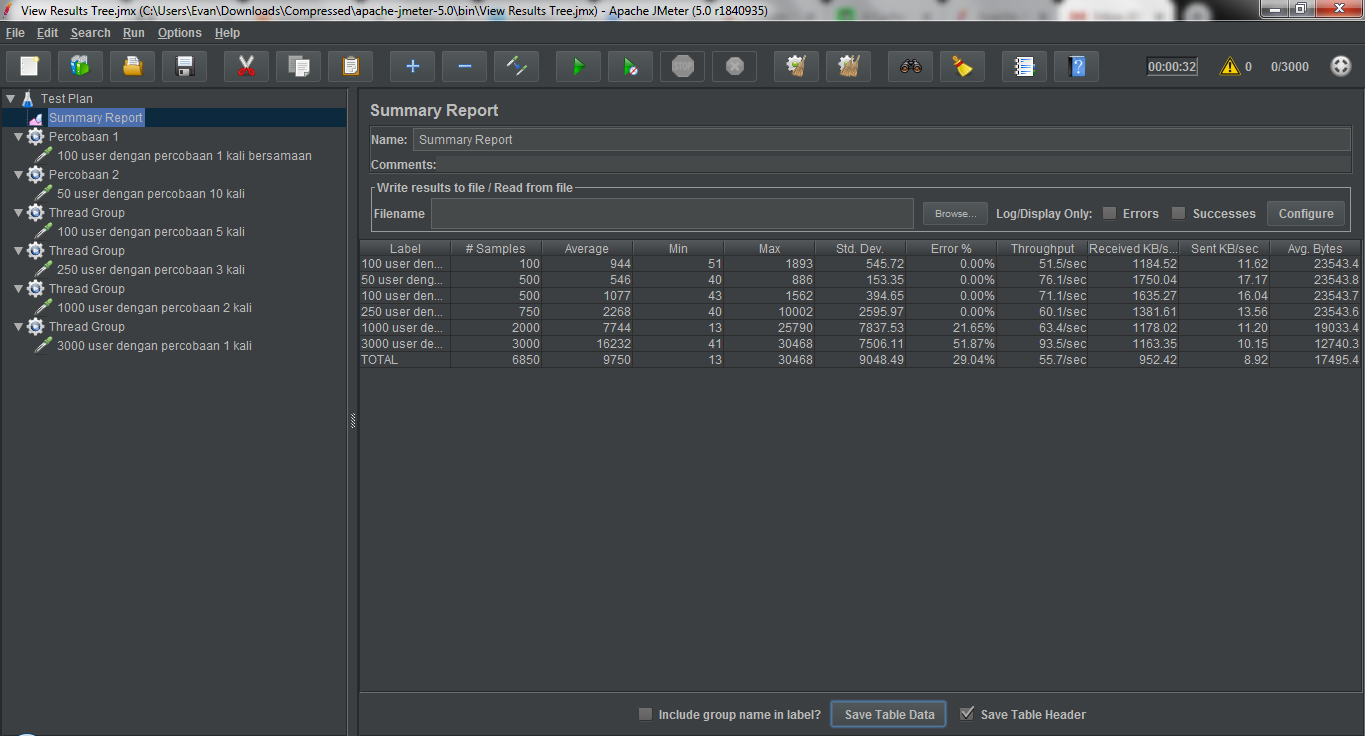 View Results Tree.jmx (C:\Users\Evan\Downloads\Compressed\apache-jmeter-5.0\bin\View Results Tree.jmx) - Apache JMeter (5.0 r1840935)
File Edit Search Run Options Help
STOP 00:00:32 0 0/3000
Test Plan
Summary Report
Percobaan 1
100 user dengan percobaan 1 kali bersamaan
Percobaan 2
50 user dengan percobaan 10 kali
Thread Group
100 user dengan percobaan 5 kali
Thread Group
250 user dengan percobaan 3 kali
Thread Group
1000 user dengan percobaan 2 kali
Thread Group
3000 user dengan percobaan 1 kali
Summary Report
Name: Summary Report
Comments:
Write results to file / Read from file
Filename Browse... Log/Display Only: Errors Successes Configure
Label # Samples Average Min Max Std. Dev. Error % Throughput Received KB/s... Sent KB/sec Avg. Bytes
100 user den... 100 944 51 1893 545.72 0.00% 51.5/sec 1184.52 11.62 23543.4
50 user deng... 500 546 40 886 153.35 0.00% 76.1/sec 1750.04 17.17 23543.8
100 user den... 500 1077 43 1562 394.65 0.00% 71.1/sec 1635.27 16.04 23543.7
250 user den... 750 2268 40 10002 2595.97 0.00% 60.1/sec 1381.61 13.56 23543.6
1000 user de... 2000 7744 13 25790 7837.53 21.65% 63.4/sec 1178.02 11.20 19033.4
3000 user de... 3000 16232 41 30468 7506.11 51.87% 93.5/sec 1163.35 10.15 12740.3
TOTAL 6850 9750 13 30468 9048.49 29.04% 55.7/sec 952.42 8.92 17495.4
Include group name in label? Save Table Data Save Table Header